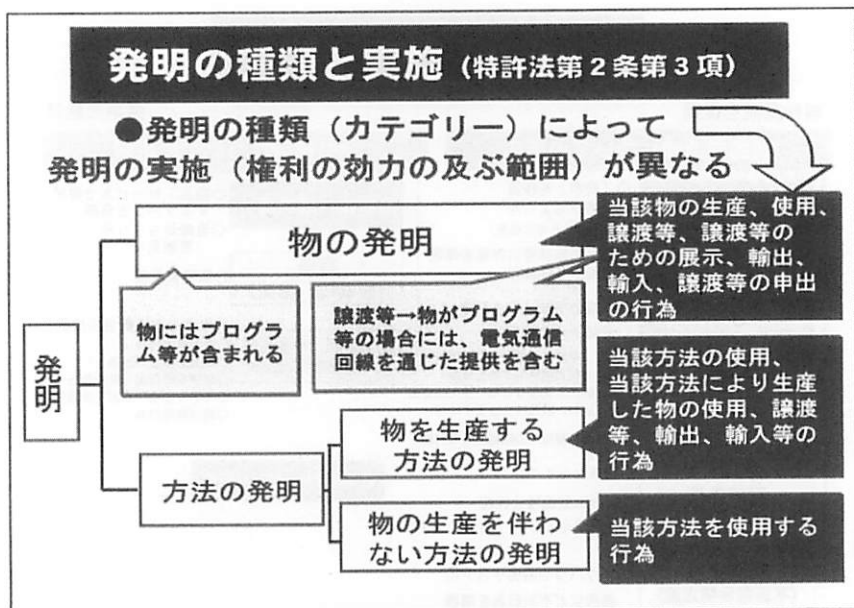 発明の種類と実施（特許法第２条第３項）
●発明の種類（カテゴリー）によって
発明の実施（権利の効力の及ぶ範囲）が異なる
発明
物の発明
当該物の生産、使用、
譲渡等、譲渡等の
ための展示、輸出、
輸入、譲渡等の申出
の行為
物にはプログラ
ム等が含まれる
譲渡等→物がプログラム
等の場合には、電気通信
回線を通じた提供を含む
方法の発明
物を生産する
方法の発明
当該方法の使用、
当該方法により生産
した物の使用、譲渡
等、輸出、輸入等の
行為
物の生産を伴わ
ない方法の発明
当該方法を使用する
行為